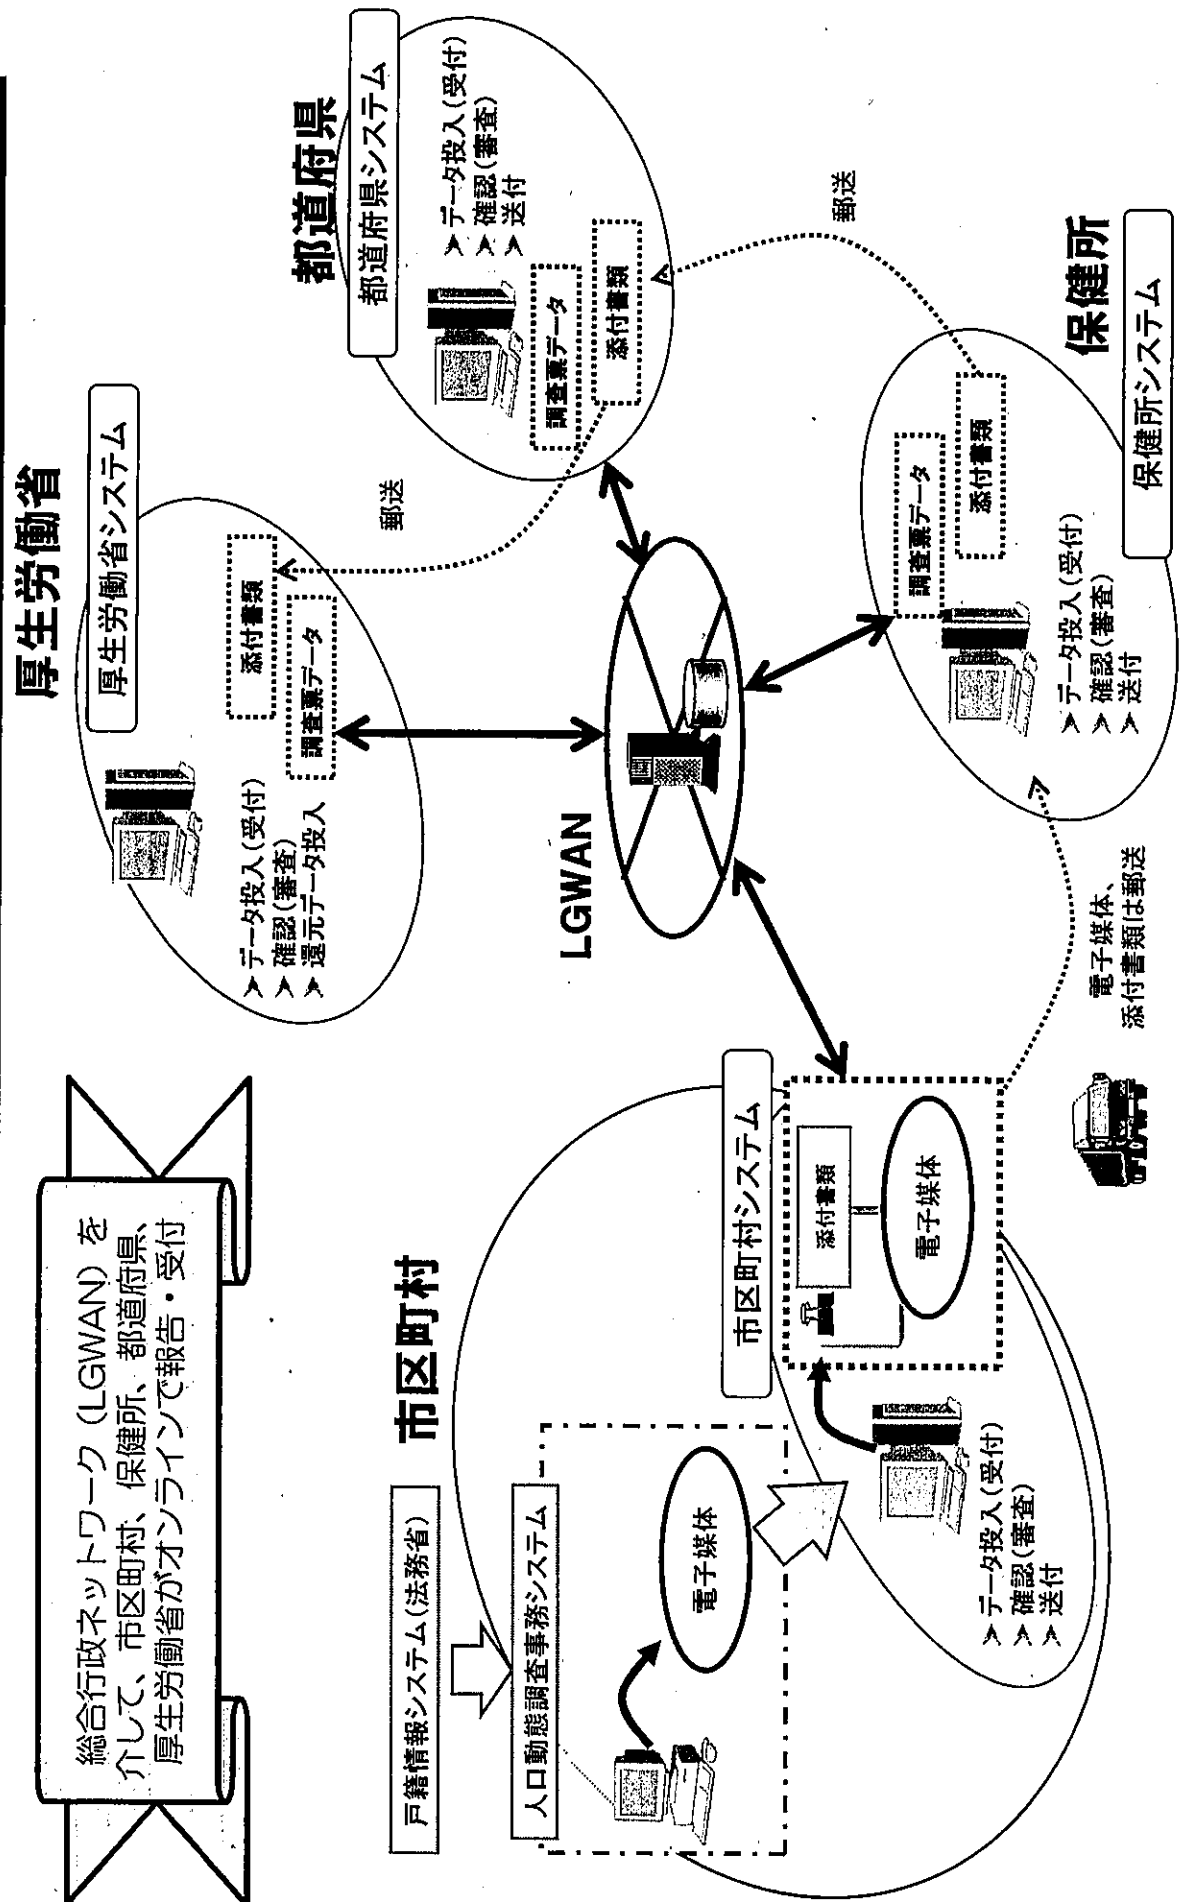 総合行政ネットワーク(LGWAN)を
介して、市区町村、保健所、都道府県、
厚生労働省がオンラインで報告・受付
厚生労働省
厚生労働省システム
添付書類
調査票データ
➢データ投入(受付)
➢確認(審査)
➢還元データ投入
郵送
都道府県
都道府県システム
➢データ投入(受付)
➢確認(審査)
➢送付
調査票データ
添付書類
郵送
LGWAN
市区町村
戸籍情報システム(法務省)
人口動態調査事務システム
電子媒体
市区町村システム
添付書類
電子媒体
➢データ投入(受付)
➢確認(審査)
➢送付
電子媒体、
添付書類は郵送
保健所
保健所システム
調査票データ
添付書類
➢データ投入(受付)
➢確認(審査)
➢送付